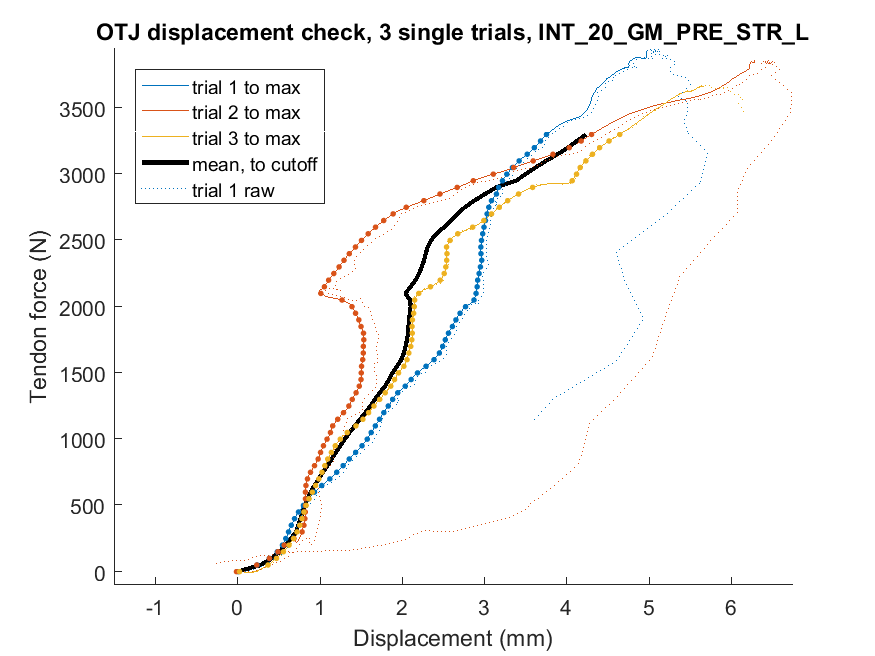 OTJ displacement check, 3 single trials, INT_20_GM_PRE_STR_L
trial 1 to max
trial 2 to max
trial 3 to max
mean, to cutoff
trial 1 raw
3500
3000
2500
2000
1500
1000
500
0
Tendon force (N)
-1
0
1
2
3
4
5
6
Displacement (mm)